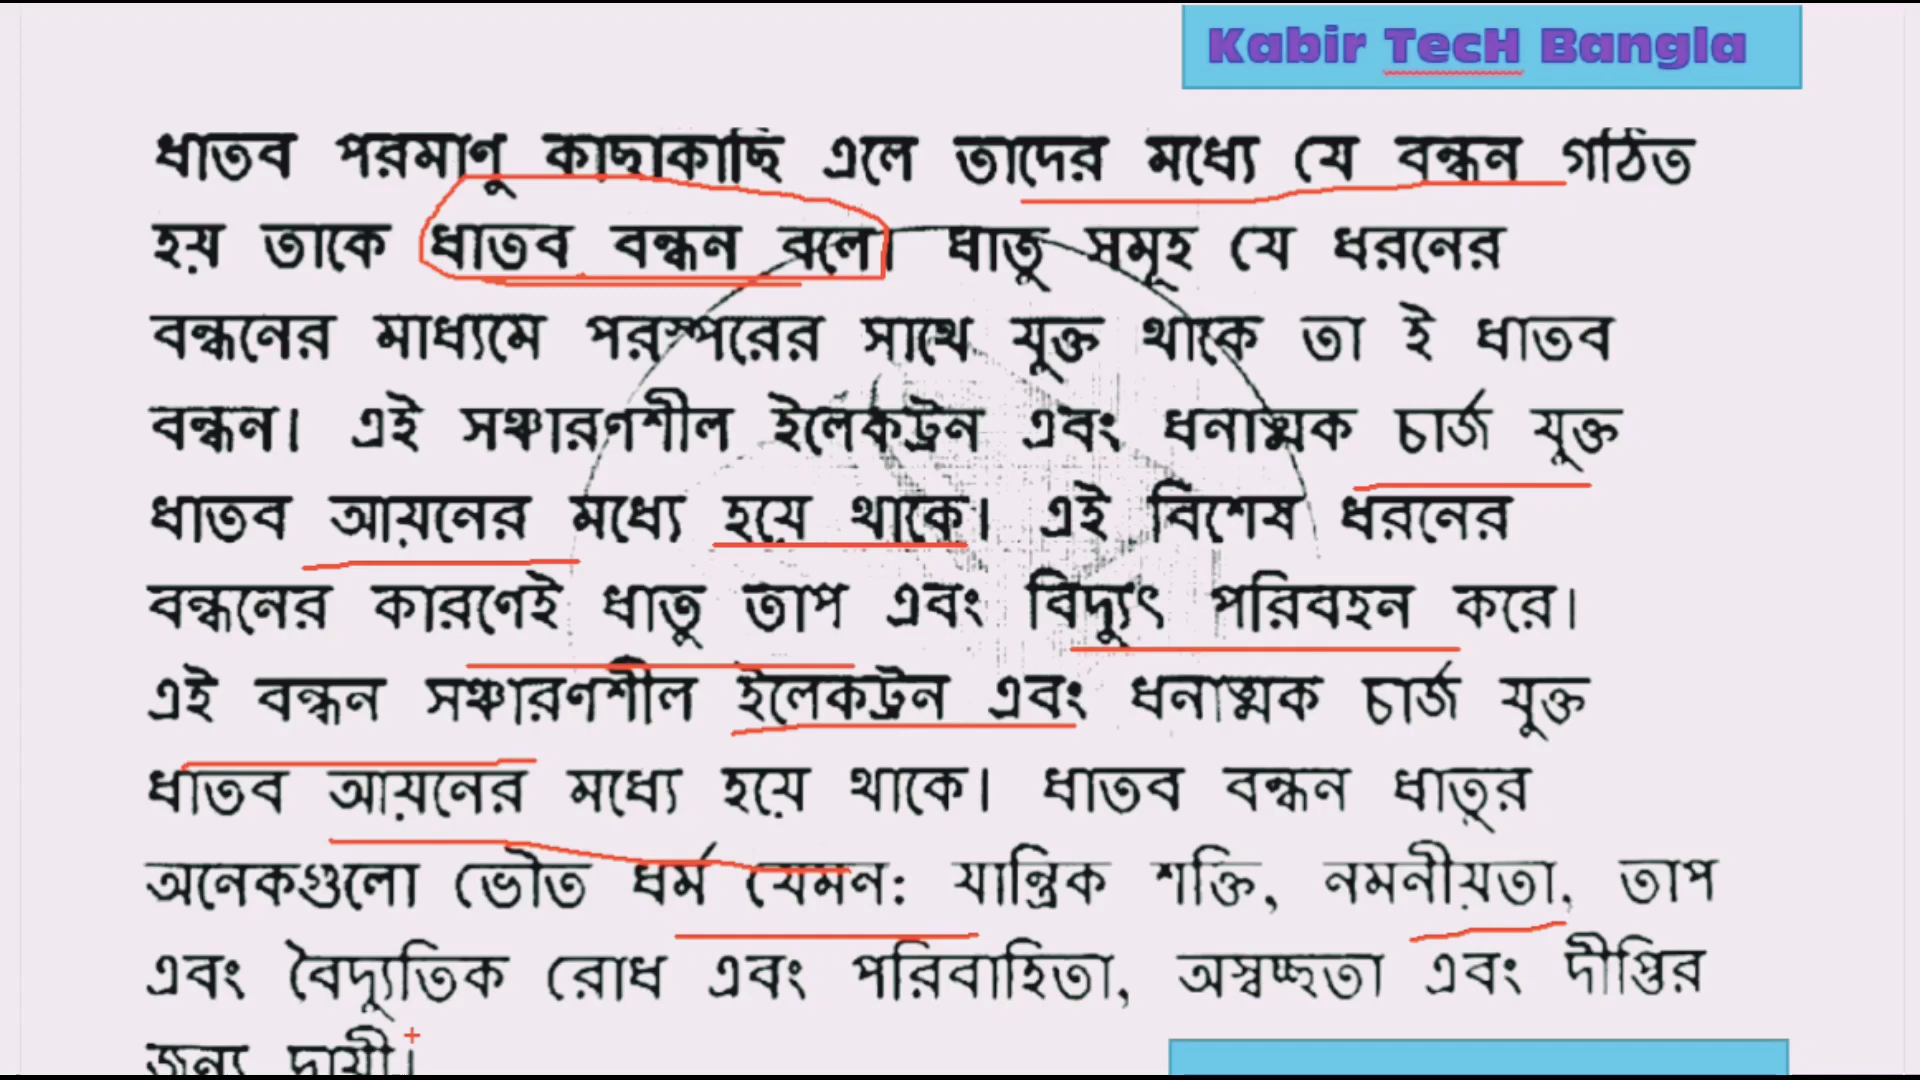 Kabir TecH Bangla
ধাতব পরমাণু কাছাকাছি এলে তাদের মধ্যে যে বন্ধন গঠিত
হয় তাকে ধাতব বন্ধন বলে। ধাতু সমূহ যে ধরনের
বন্ধনের মাধ্যমে পরস্পরের সাথে যুক্ত থাকে তা ই ধাতব
বন্ধন। এই সঞ্চারণশীল ইলেকট্রন এবং ধনাত্মক চার্জ যুক্ত
ধাতব আয়নের মধ্যে হয়ে থাকে। এই বিশেষ ধরনের
বন্ধনের কারণেই ধাতু তাপ এবং বিদ্যুৎ পরিবহন করে।
এই বন্ধন সঞ্চারণশীল ইলেকট্রন এবং ধনাত্মক চার্জ যুক্ত
ধাতব আয়নের মধ্যে হয়ে থাকে। ধাতব বন্ধন ধাতুর
অনেকগুলো ভৌত ধর্ম যেমন: যান্ত্রিক শক্তি, নমনীয়তা, তাপ
এবং বৈদ্যুতিক রোধ এবং পরিবাহিতা, অস্বচ্ছতা এবং দীপ্তির
জন্য দায়ী।